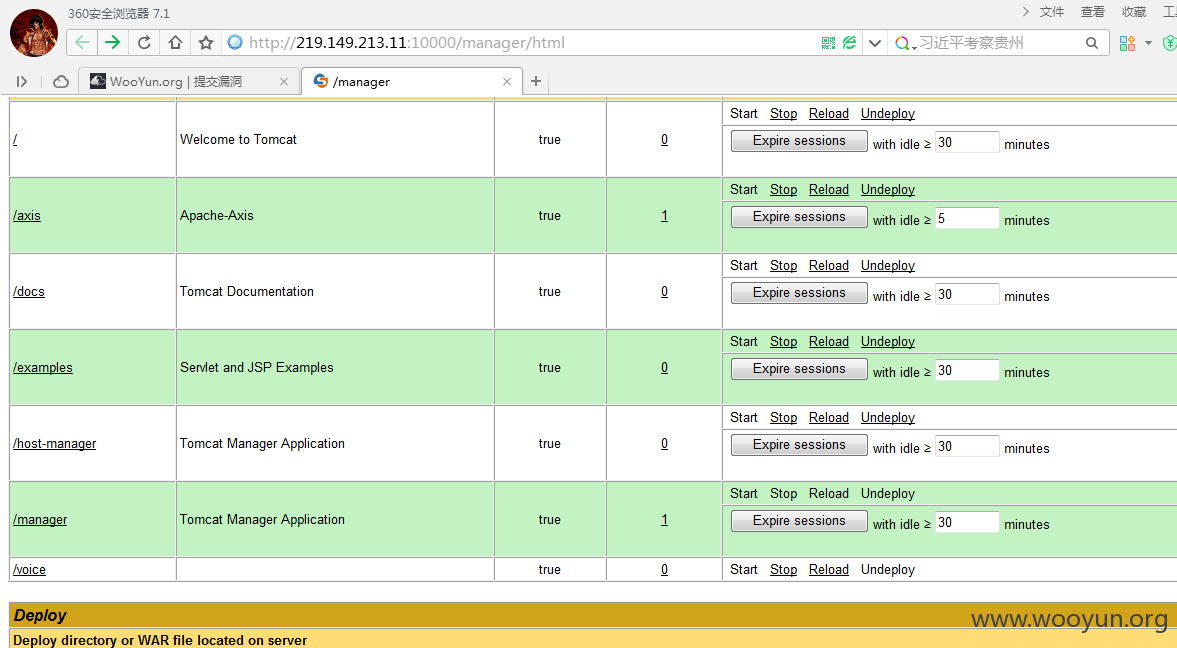 360安全浏览器 7.1
文件 查看 收藏 工
http://219.149.213.11:10000/manager/html
习近平考察贵州
WooYun.org | 提交漏洞
/manager
/ Welcome to Tomcat true 0 Start Stop Reload Undeploy
Expire sessions with idle ≥ 30 minutes
/axis Apache-Axis true 1 Start Stop Reload Undeploy
Expire sessions with idle ≥ 5 minutes
/docs Tomcat Documentation true 0 Start Stop Reload Undeploy
Expire sessions with idle ≥ 30 minutes
/examples Servlet and JSP Examples true 0 Start Stop Reload Undeploy
Expire sessions with idle ≥ 30 minutes
/host-manager Tomcat Manager Application true 0 Start Stop Reload Undeploy
Expire sessions with idle ≥ 30 minutes
/manager Tomcat Manager Application true 1 Start Stop Reload Undeploy
Expire sessions with idle ≥ 30 minutes
/voice true 0 Start Stop Reload Undeploy
Deploy
www.wooyun.org
Deploy directory or WAR file located on server